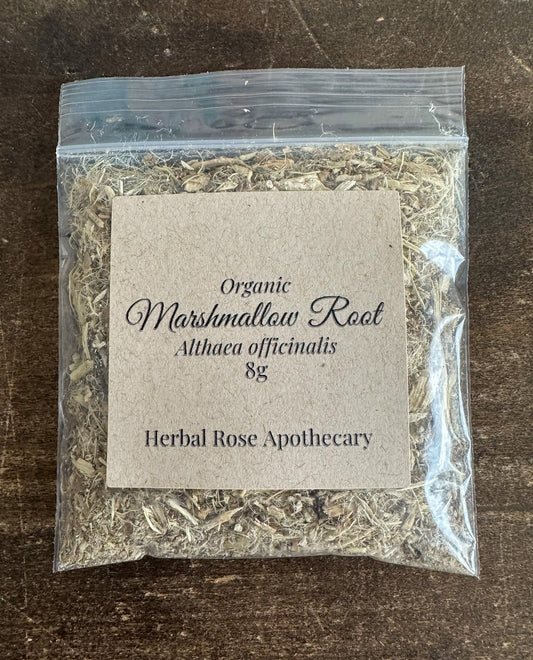 Organic
Marshmallow Root
Althaea officinalis
8g
Herbal Rose Apothecary